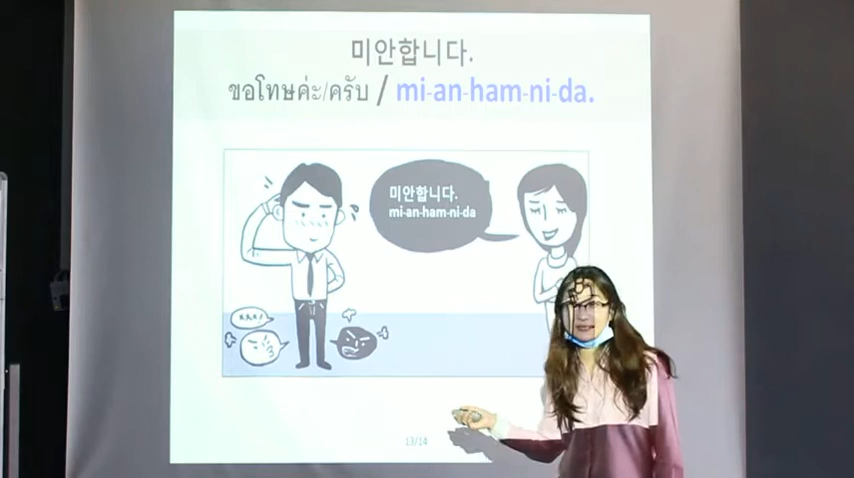 미안합니다.
ขอโทษค่ะ/ครับ / mi-an-ham-ni-da.
미안합니다.
mi-an-ham-ni-da
13/14